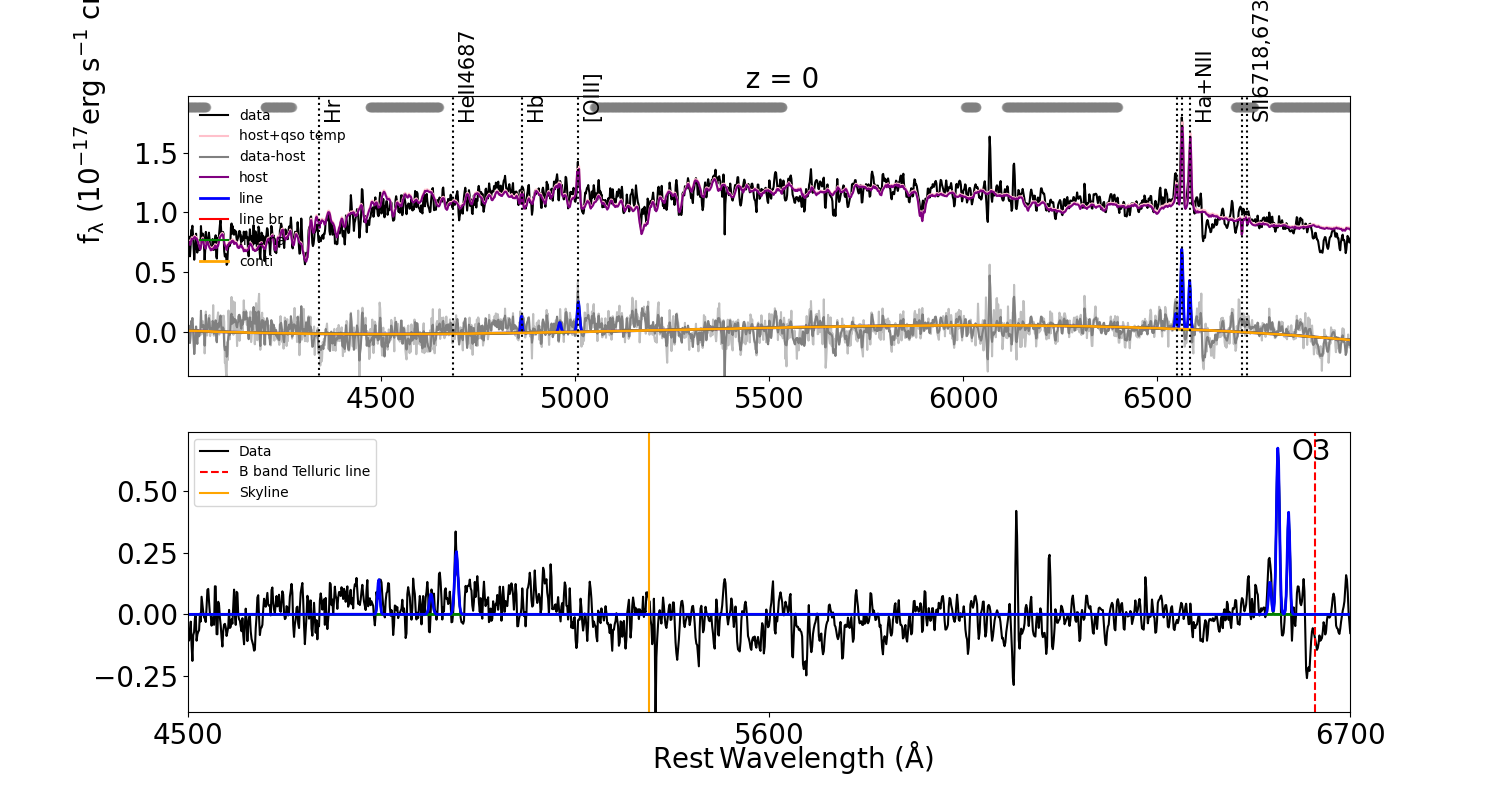 z = 0
f_λ (10⁻¹⁷erg s⁻¹
Hr
HeII4687
Hb
[OIII]
Ha+NII
SII6718,673
data
host+qso temp
data-host
host
line
line br
conti
1.5
1.0
0.5
0.0
4500 5000 5500 6000 6500
Data
B band Telluric line
Skyline
O3
0.50
0.25
0.00
−0.25
4500 5600 6700
Rest Wavelength (Å)